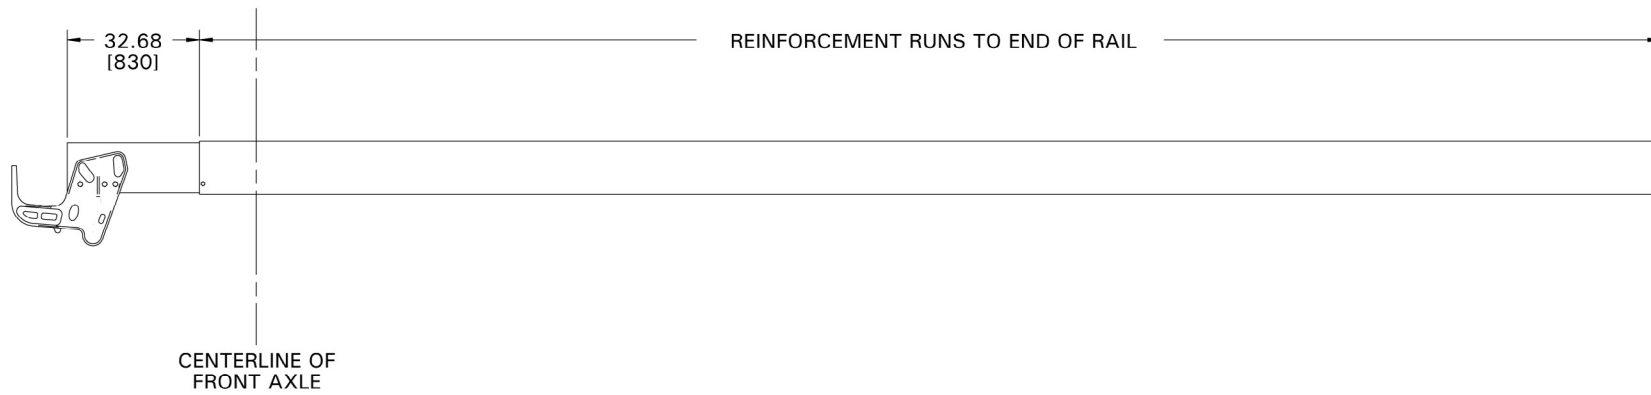 32.68
[830]
REINFORCEMENT RUNS TO END OF RAIL
CENTERLINE OF
FRONT AXLE